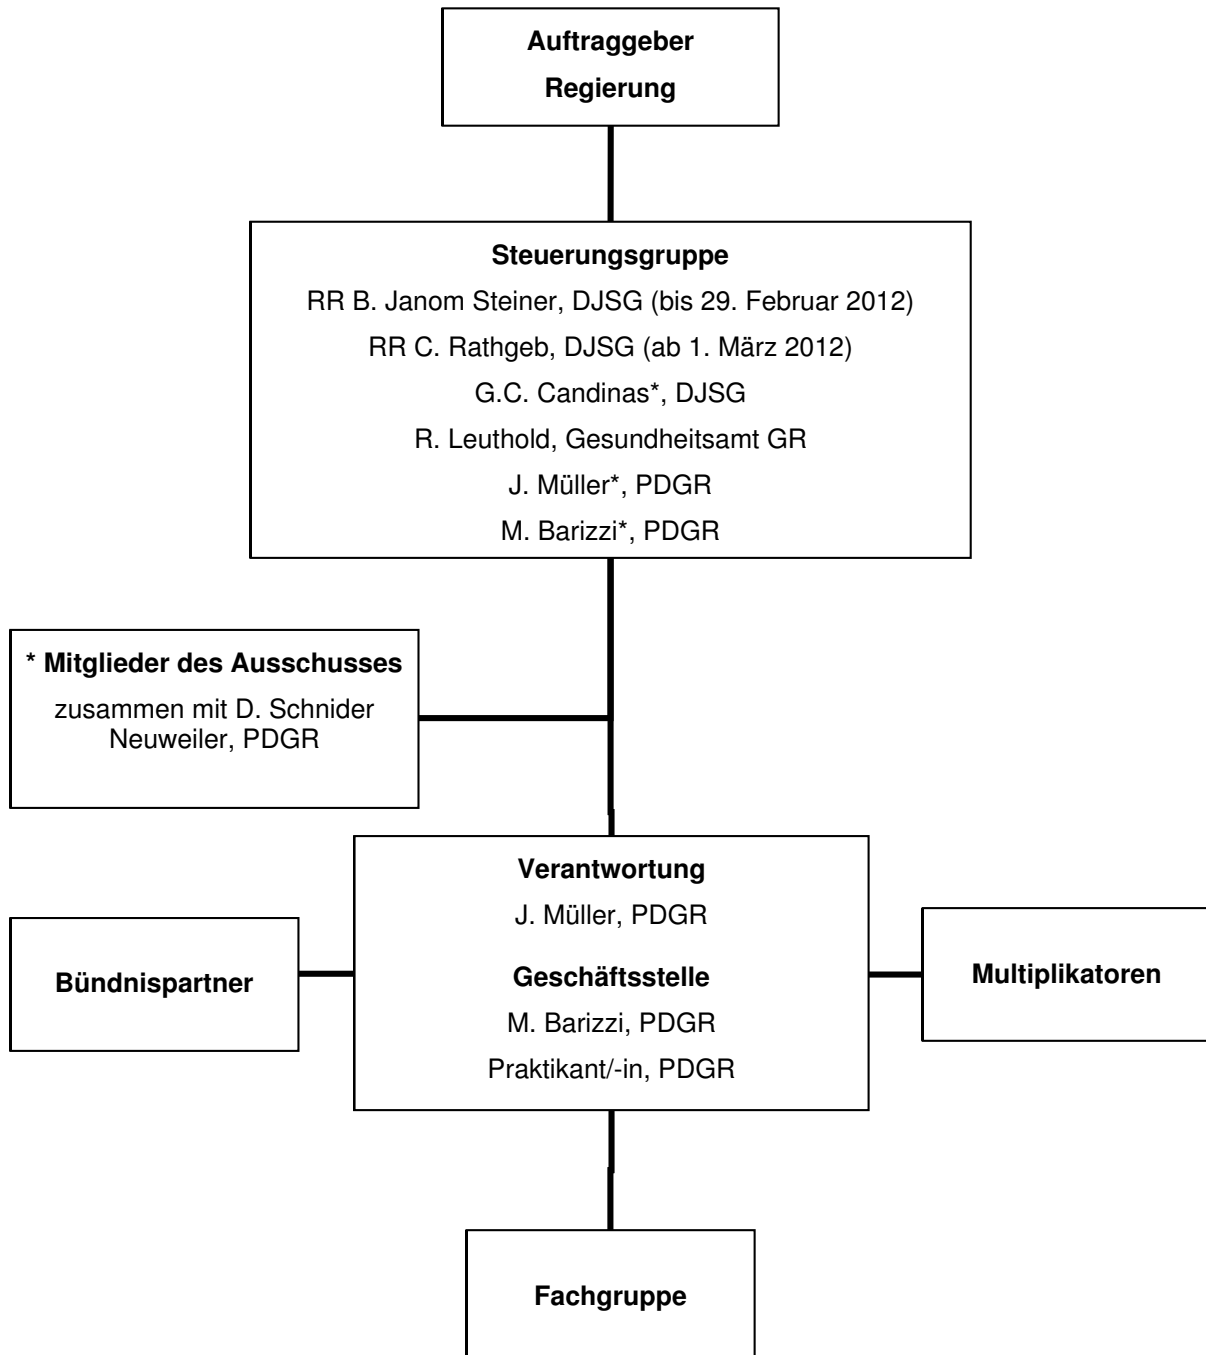 Auftraggeber
Regierung
Steuerungsgruppe
RR B. Janom Steiner, DJSG (bis 29. Februar 2012)
RR C. Rathgeb, DJSG (ab 1. März 2012)
G.C. Candinas*, DJSG
R. Leuthold, Gesundheitsamt GR
J. Müller*, PDGR
M. Barizzi*, PDGR
* Mitglieder des Ausschusses
zusammen mit D. Schnider
Neuweiler, PDGR
Verantwortung
J. Müller, PDGR
Geschäftsstelle
M. Barizzi, PDGR
Praktikant/-in, PDGR
Bündnispartner
Multiplikatoren
Fachgruppe